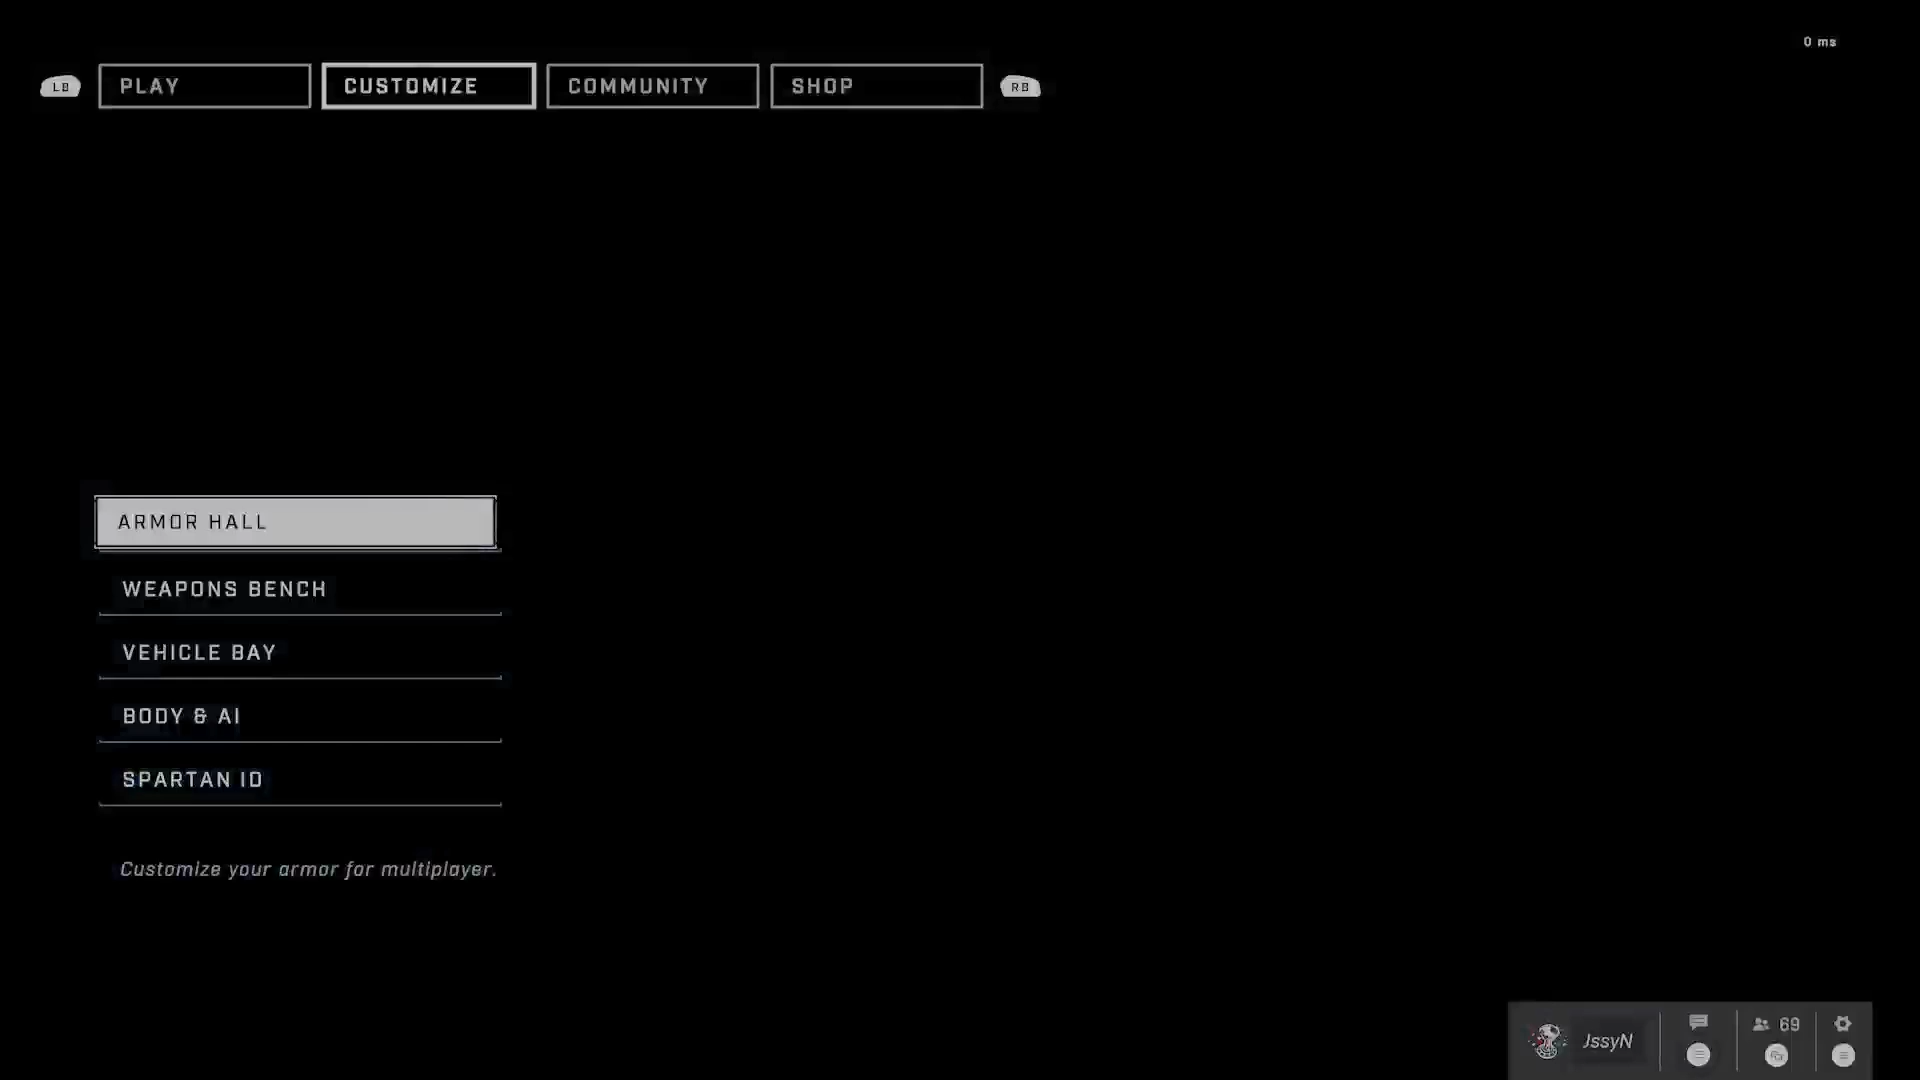 0 ms
LB PLAY CUSTOMIZE COMMUNITY SHOP RB
ARMOR HALL
WEAPONS BENCH
VEHICLE BAY
BODY & AI
SPARTAN ID
Customize your armor for multiplayer.
JssyN 69